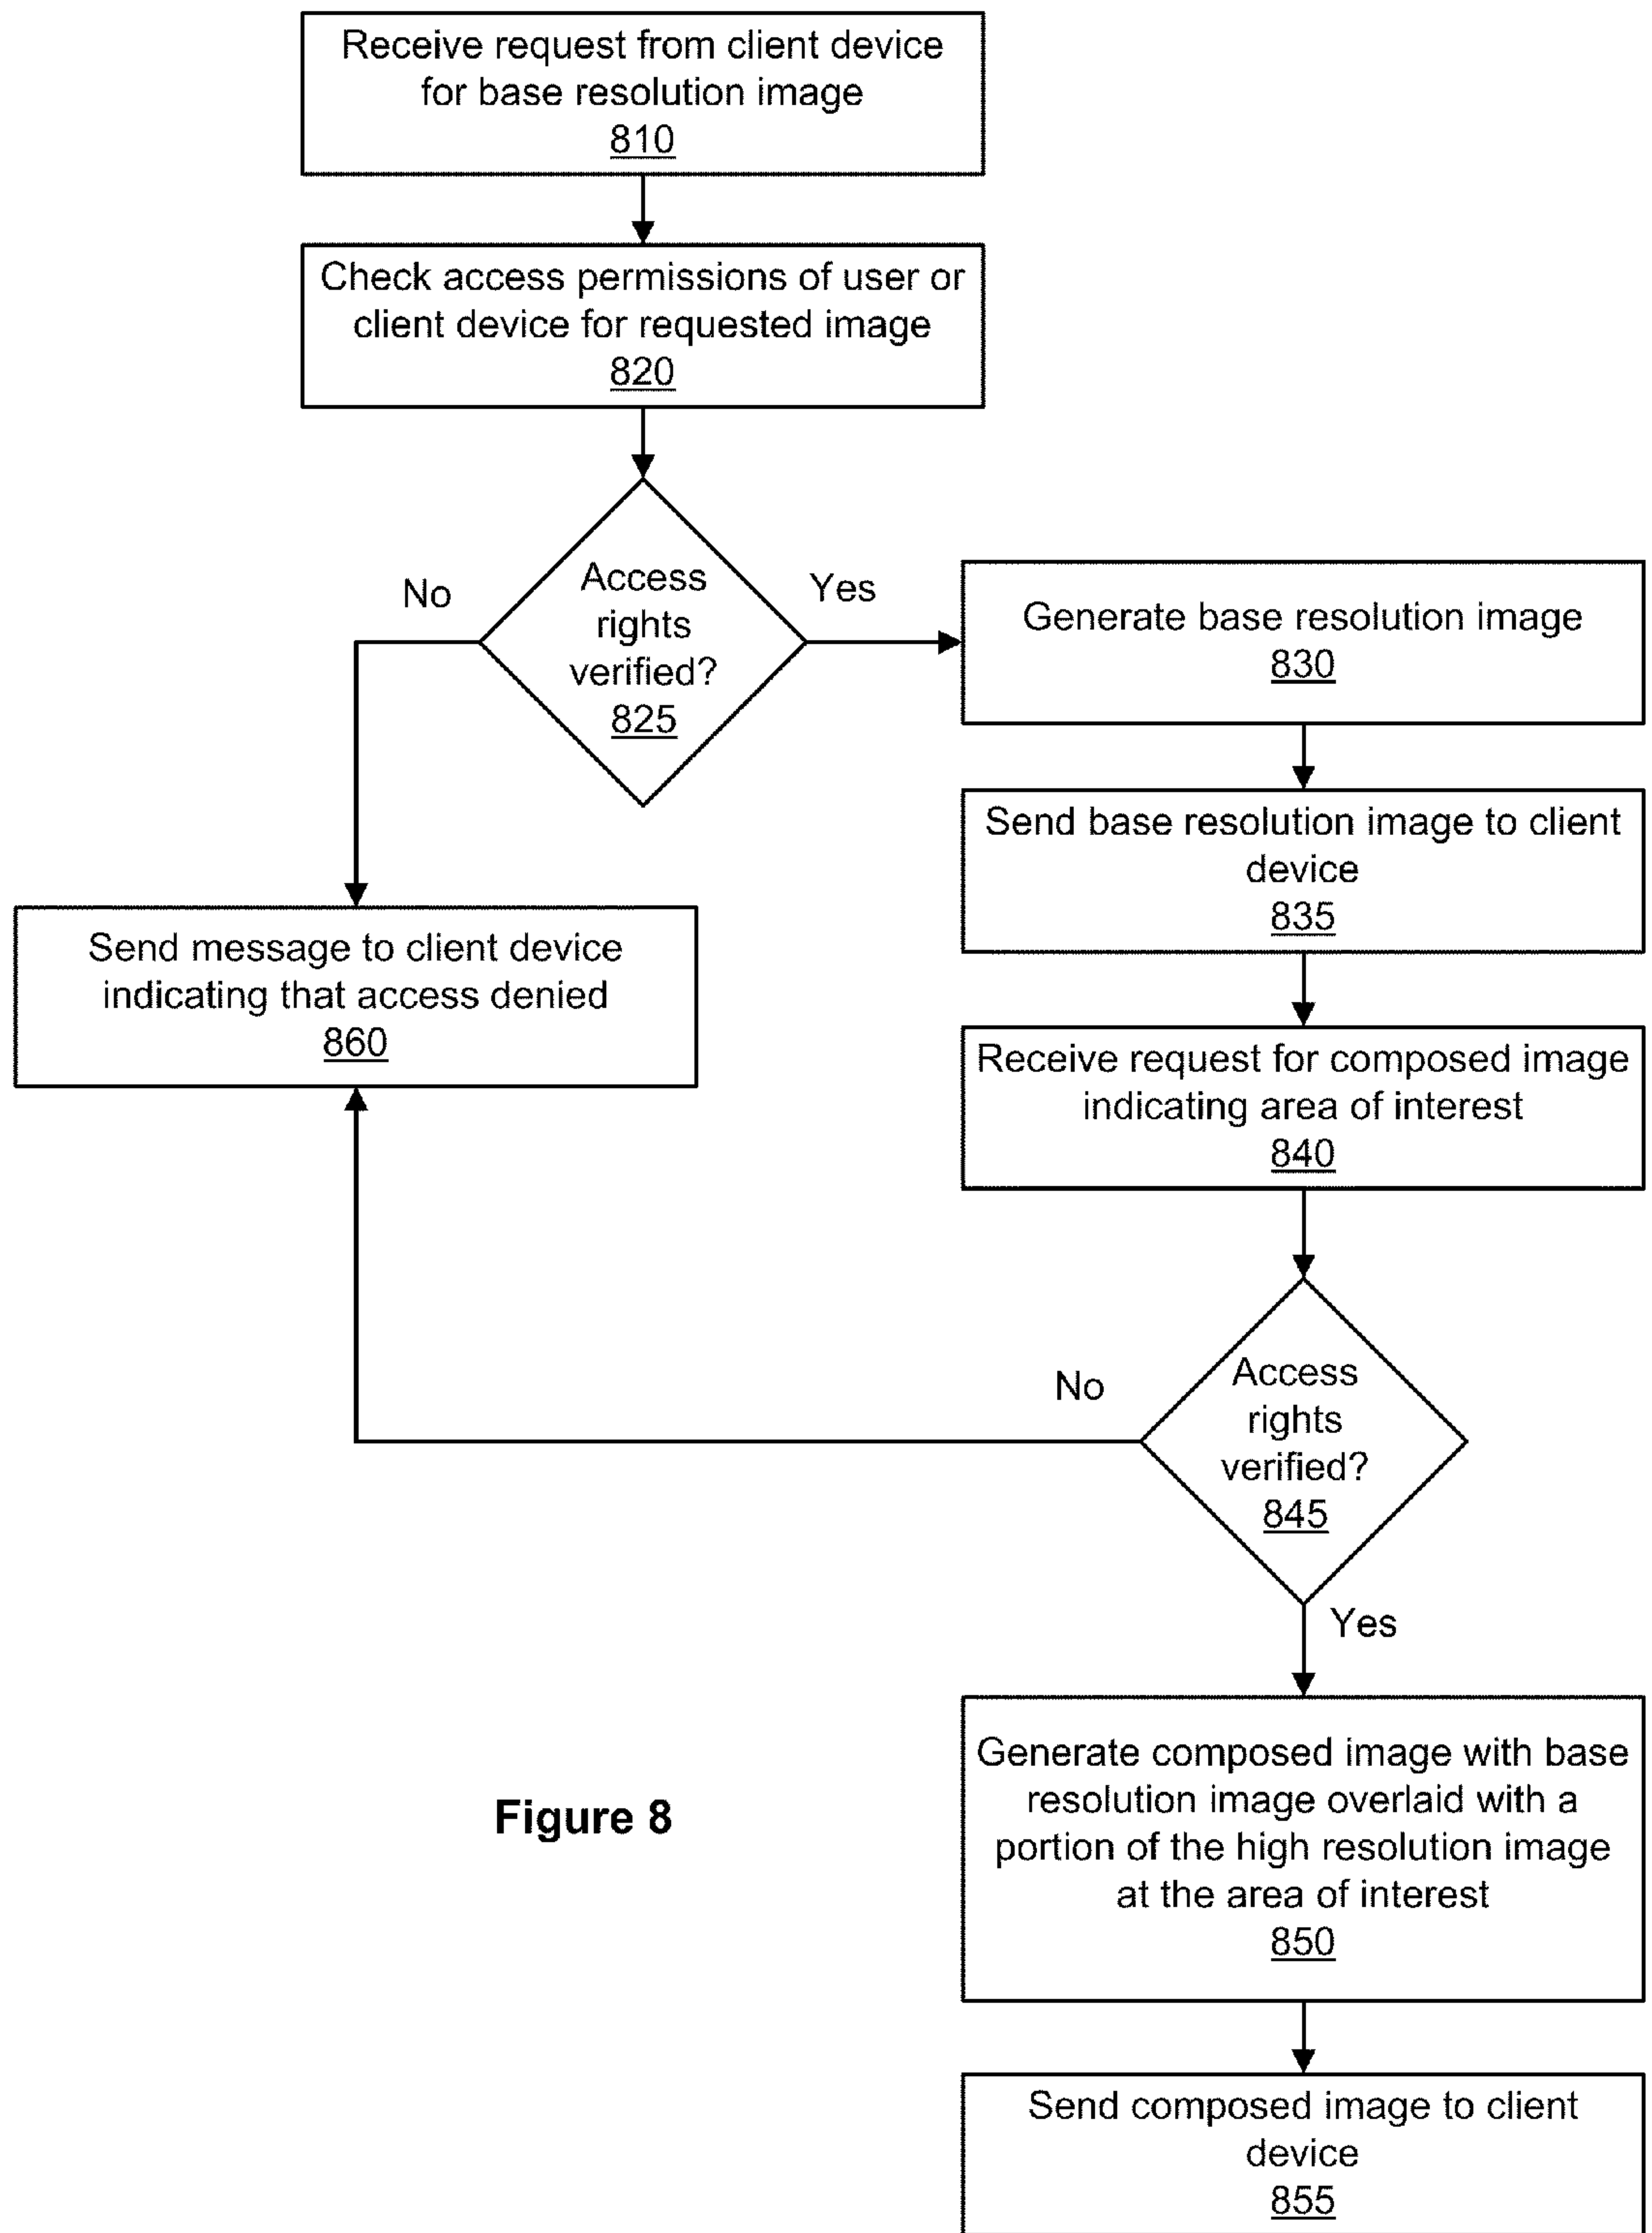 Receive request from client device
for base resolution image
810
Check access permissions of user or
client device for requested image
820
Access
rights
verified?
825
No
Yes
Generate base resolution image
830
Send base resolution image to client
device
835
Send message to client device
indicating that access denied
860
Receive request for composed image
indicating area of interest
840
Access
rights
verified?
845
No
Yes
Generate composed image with base
resolution image overlaid with a
portion of the high resolution image
at the area of interest
850
Figure 8
Send composed image to client
device
855